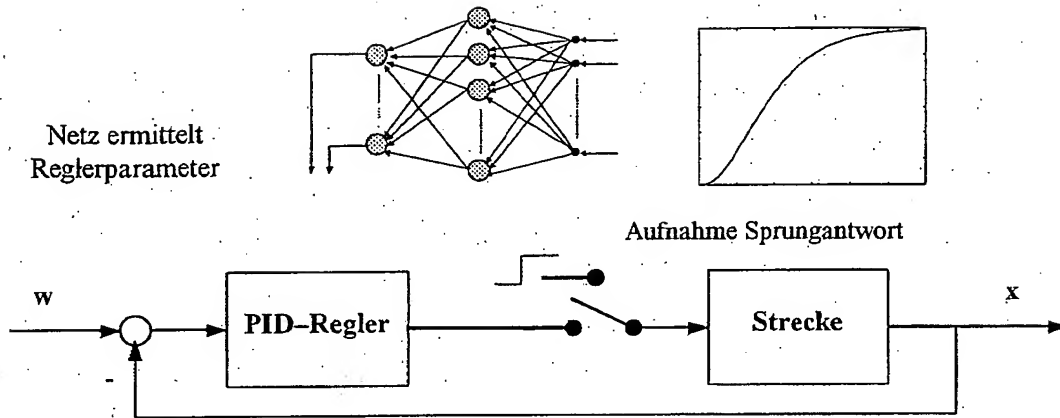 Netz ermittelt
Reglerparameter
Aufnahme Sprungantwort
w
PID–Regler
Strecke
x
-